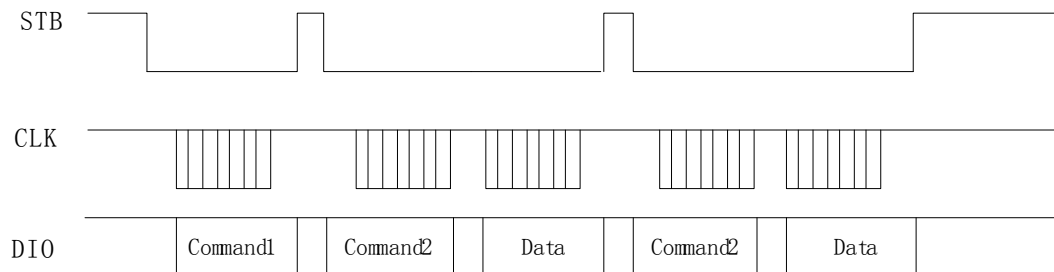 STB
CLK
DIO
Command1
Command2
Data
Command2
Data